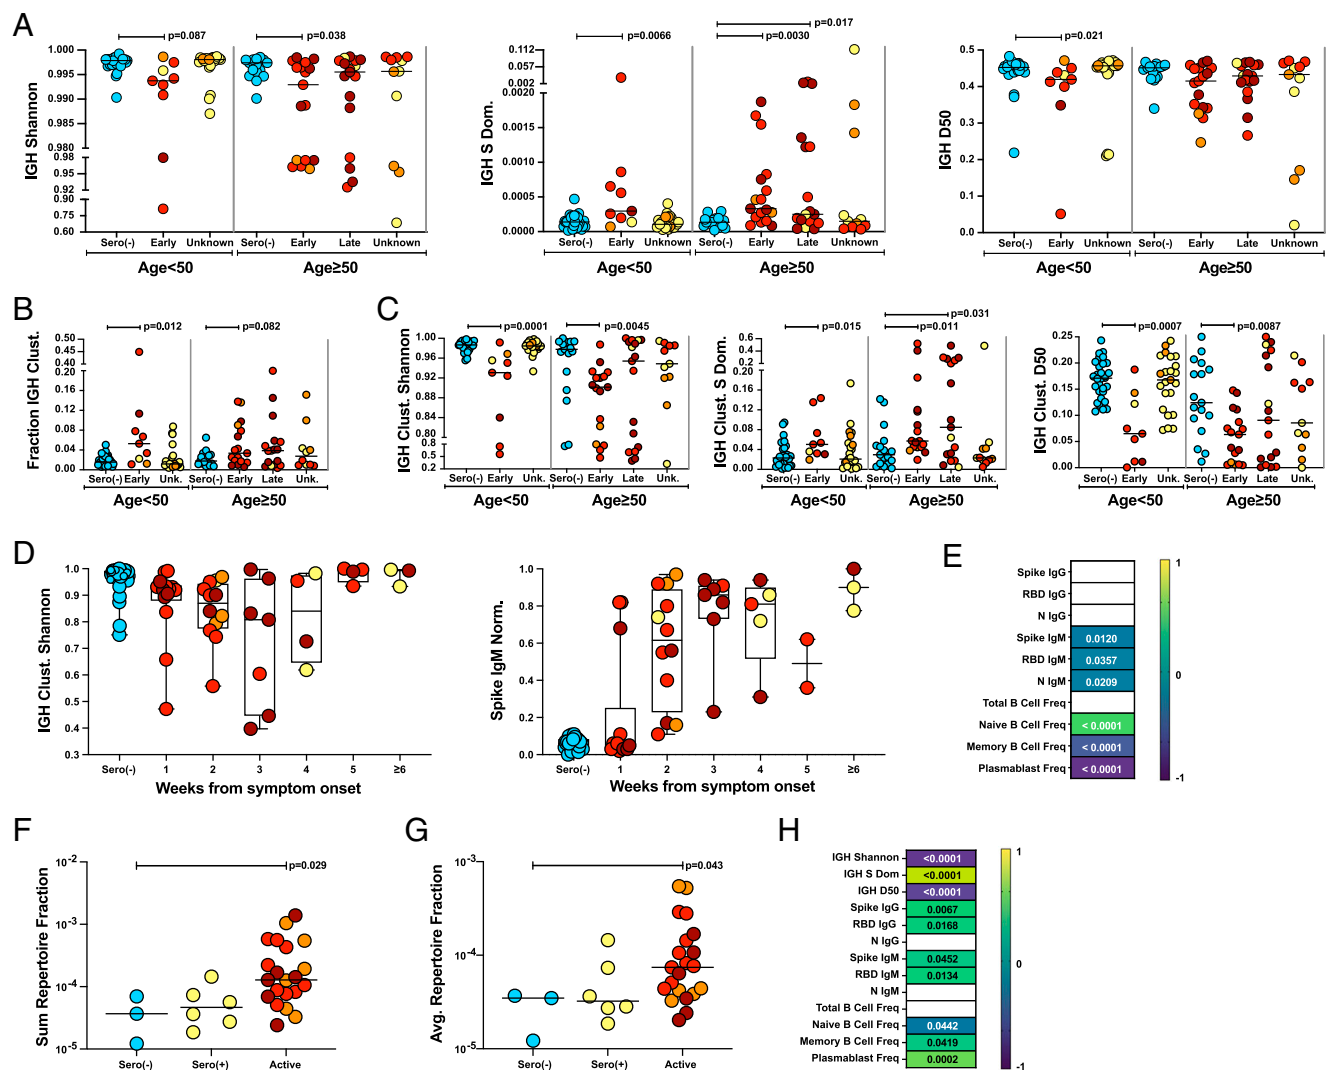 A
p=0.087
p=0.038
IGH Shannon
1.000
0.995
0.990
0.985
0.980
0.98
0.95
0.92
0.90
0.75
0.60
Sero(-) Early Unknown Sero(-) Early Late Unknown
Age<50 Age≥50
p=0.0066
p=0.0030
p=0.017
IGH S Dom.
0.112
0.057
0.002
0.0020
0.0015
0.0010
0.0005
0.0000
Sero(-) Early Unknown Sero(-) Early Late Unknown
Age<50 Age≥50
p=0.021
IGH D50
0.5
0.4
0.3
0.2
0.1
0.0
Sero(-) Early Unknown Sero(-) Early Late Unknown
Age<50 Age≥50
B
p=0.012
p=0.082
Fraction IGH Clust.
0.50
0.45
0.40
0.20
0.16
0.12
0.08
0.04
0.00
Sero(-) Early Unk. Sero(-) Early Late Unk.
Age<50 Age≥50
C
p=0.0001
p=0.0045
IGH Clust. Shannon
1.00
0.96
0.92
0.88
0.84
0.80
0.8
0.5
0.2
Sero(-) Early Unk. Sero(-) Early Late Unk.
Age<50 Age≥50
p=0.015
p=0.011
p=0.031
IGH Clust. S Dom.
0.6
0.4
0.2
0.20
0.16
0.12
0.08
0.04
0.00
Sero(-) Early Unk. Sero(-) Early Late Unk.
Age<50 Age≥50
p=0.0007
p=0.0087
IGH Clust. D50
0.25
0.20
0.15
0.10
0.05
0.00
Sero(-) Early Unk. Sero(-) Early Late Unk.
Age<50 Age≥50
D
IGH Clust. Shannon
1.0
0.9
0.8
0.7
0.6
0.5
0.4
0.3
Sero(-) 1 2 3 4 5 ≥6
Weeks from symptom onset
Spike IgM Norm.
1.0
0.8
0.6
0.4
0.2
0.0
Sero(-) 1 2 3 4 5 ≥6
Weeks from symptom onset
E
Spike IgG
RBD IgG
N IgG
Spike IgM 0.0120
RBD IgM 0.0357
N IgM 0.0209
Total B Cell Freq
Naive B Cell Freq < 0.0001
Memory B Cell Freq < 0.0001
Plasmablast Freq < 0.0001
1
0
-1
F
p=0.029
Sum Repertoire Fraction
10-2
10-3
10-4
10-5
Sero(-) Sero(+) Active
G
p=0.043
Avg. Repertoire Fraction
10-3
10-4
10-5
Sero(-) Sero(+) Active
H
IGH Shannon <0.0001
IGH S Dom <0.0001
IGH D50 <0.0001
Spike IgG 0.0067
RBD IgG 0.0168
N IgG
Spike IgM 0.0452
RBD IgM 0.0134
N IgM
Total B Cell Freq
Naive B Cell Freq 0.0442
Memory B Cell Freq 0.0419
Plasmablast Freq 0.0002
1
0
-1